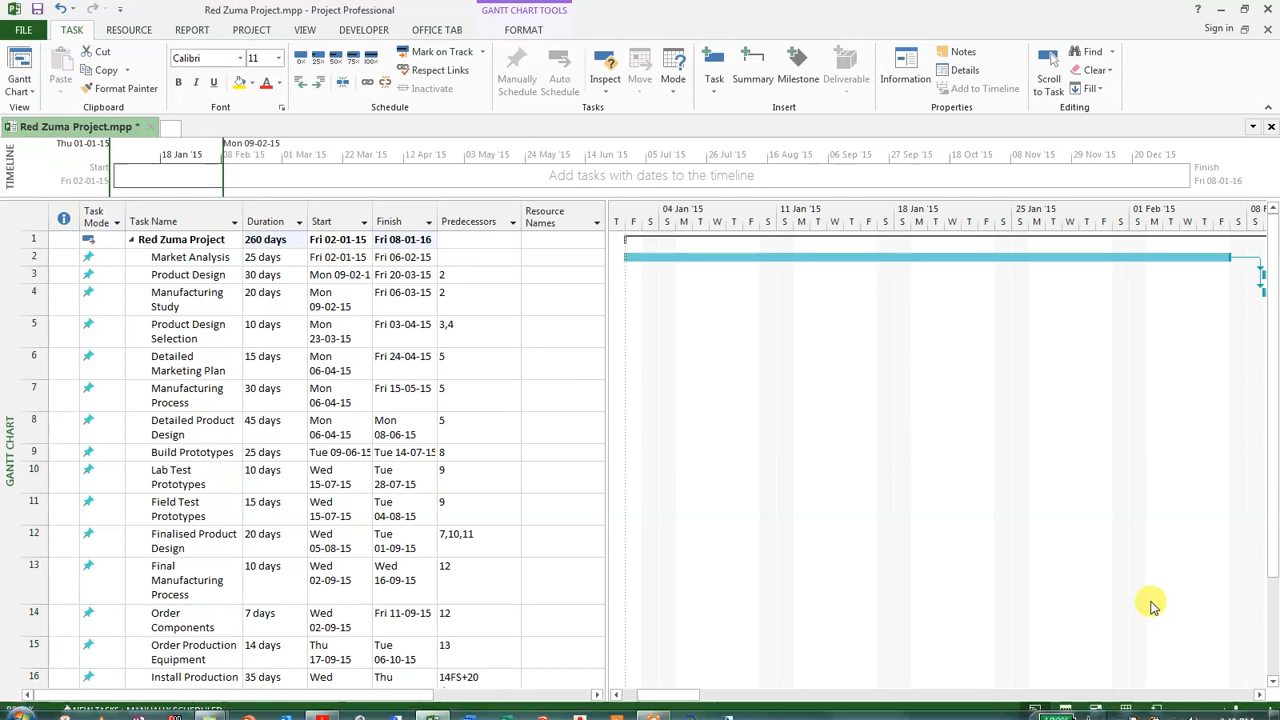 Red Zuma Project.mpp - Project Professional
GANTT CHART TOOLS
Sign in
FILE TASK RESOURCE REPORT PROJECT VIEW DEVELOPER OFFICE TAB FORMAT
Gantt Chart
View
Paste
Cut
Copy
Format Painter
Clipboard
Calibri 11
B I U A
Font
0% 25% 50% 75% 100%
Mark on Track
Respect Links
Inactivate
Schedule
Manually Schedule
Auto Schedule
Inspect
Move
Mode
Tasks
Task
Summary
Milestone
Deliverable
Insert
Information
Notes
Details
Add to Timeline
Properties
Scroll to Task
Find
Clear
Fill
Editing
Red Zuma Project.mpp *
TIMELINE
Thu 01-01-15 Mon 09-02-15
18 Jan '15 08 Feb '15 01 Mar '15 22 Mar '15 12 Apr '15 03 May '15 24 May '15 14 Jun '15 05 Jul '15 26 Jul '15 16 Aug '15 06 Sep '15 27 Sep '15 18 Oct '15 08 Nov '15 29 Nov '15 20 Dec '15
Start
Fri 02-01-15
Add tasks with dates to the timeline
Finish
Fri 08-01-16
GANTT CHART
Task Mode Task Name Duration Start Finish Predecessors Resource Names
04 Jan '15 11 Jan '15 18 Jan '15 25 Jan '15 01 Feb '15 08 F
T F S S M T W T F S S M T W T F S S M T W T F S S M T W T F S S M T W T F S S
1 Red Zuma Project 260 days Fri 02-01-15 Fri 08-01-16
2 Market Analysis 25 days Fri 02-01-15 Fri 06-02-15
3 Product Design 30 days Mon 09-02-1 Fri 20-03-15 2
4 Manufacturing Study 20 days Mon 09-02-15 Fri 06-03-15 2
5 Product Design Selection 10 days Mon 23-03-15 Fri 03-04-15 3,4
6 Detailed Marketing Plan 15 days Mon 06-04-15 Fri 24-04-15 5
7 Manufacturing Process 30 days Mon 06-04-15 Fri 15-05-15 5
8 Detailed Product Design 45 days Mon 06-04-15 Mon 08-06-15 5
9 Build Prototypes 25 days Tue 09-06-15 Tue 14-07-15 8
10 Lab Test Prototypes 10 days Wed 15-07-15 Tue 28-07-15 9
11 Field Test Prototypes 15 days Wed 15-07-15 Tue 04-08-15 9
12 Finalised Product Design 20 days Wed 05-08-15 Tue 01-09-15 7,10,11
13 Final Manufacturing Process 10 days Wed 02-09-15 Wed 16-09-15 12
14 Order Components 7 days Wed 02-09-15 Fri 11-09-15 12
15 Order Production Equipment 14 days Thu 17-09-15 Tue 06-10-15 13
16 Install Production 35 days Wed Thu 14FS+20